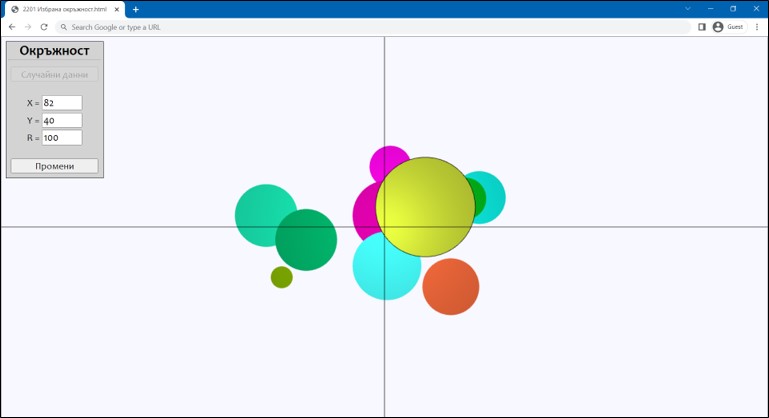 2201 Избрана окръжност.html
Search Google or type a URL
Guest
Окръжност
Случайни данни
X = 82
Y = 40
R = 100
Промени